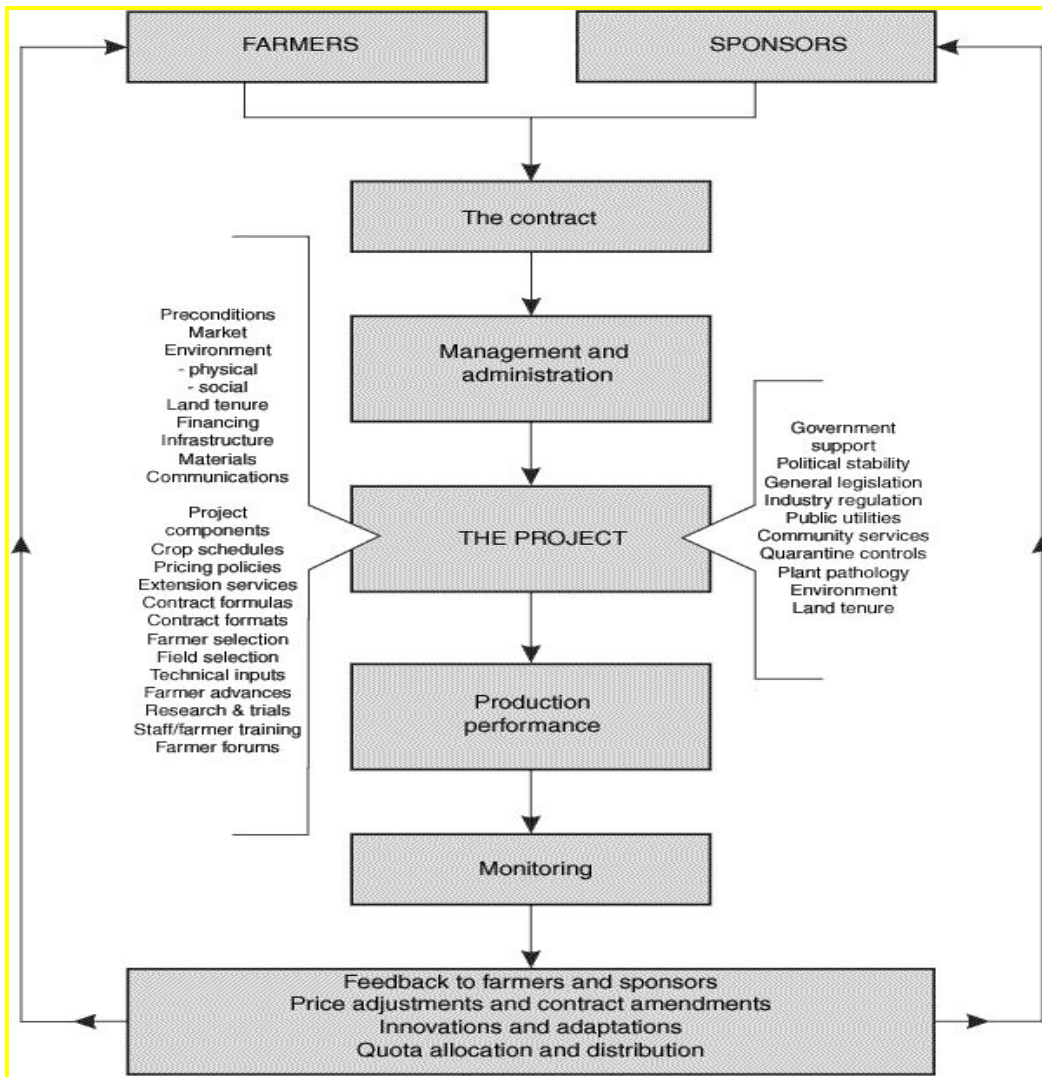 FARMERS
SPONSORS
The contract
Management and
administration
Preconditions
Market
Environment
- physical
- social
Land tenure
Financing
Infrastructure
Materials
Communications
Project
components
Crop schedules
Pricing policies
Extension services
Contract formulas
Contract formats
Farmer selection
Field selection
Technical inputs
Farmer advances
Research & trials
Staff/farmer training
Farmer forums
THE PROJECT
Government
support
Political stability
General legislation
Industry regulation
Public utilities
Community services
Quarantine controls
Plant pathology
Environment
Land tenure
Production
performance
Monitoring
Feedback to farmers and sponsors
Price adjustments and contract amendments
Innovations and adaptations
Quota allocation and distribution